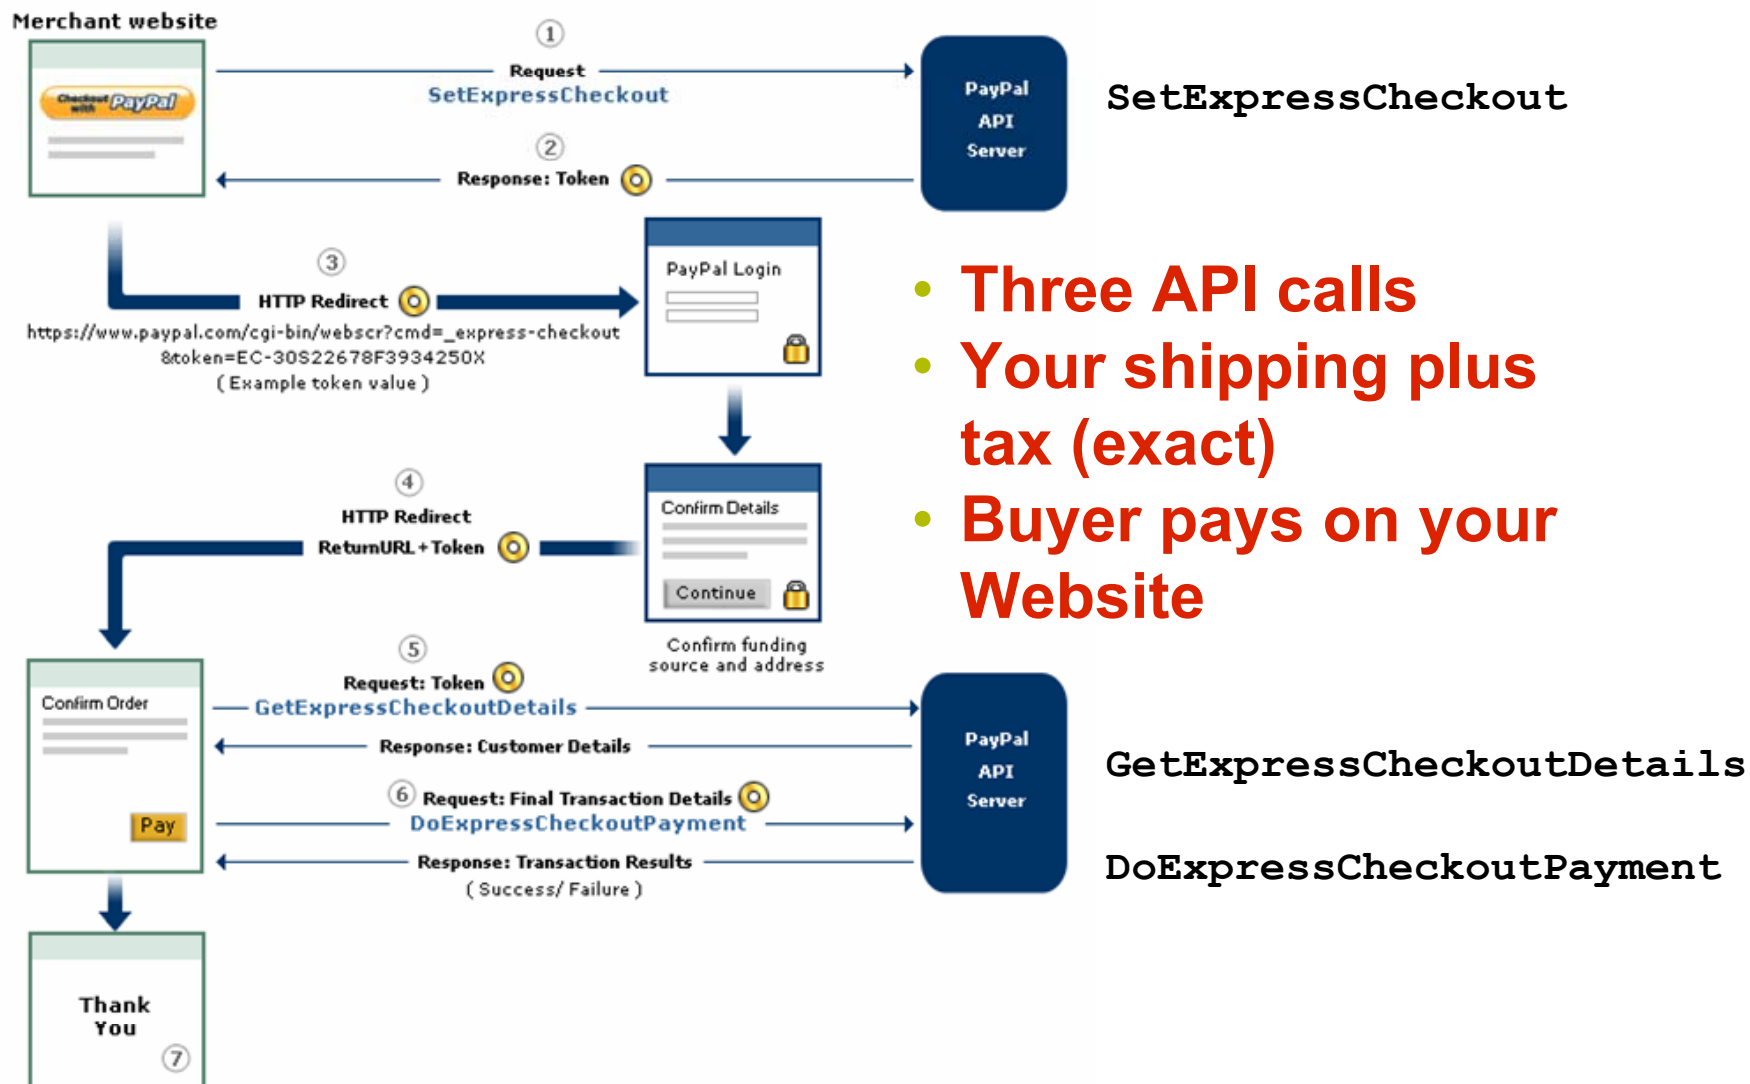 Merchant website
Checkout with PayPal
①
Request
SetExpressCheckout
PayPal
API
Server
SetExpressCheckout
②
Response: Token
③
HTTP Redirect
https://www.paypal.com/cgi-bin/webscr?cmd=_express-checkout
&token=EC-30S22678F3934250X
( Example token value )
PayPal Login
• Three API calls
• Your shipping plus
tax (exact)
• Buyer pays on your
Website
④
HTTP Redirect
ReturnURL+Token
Confirm Details
Continue
Confirm funding
source and address
⑤
Request: Token
GetExpressCheckoutDetails
Response: Customer Details
Confirm Order
Pay
PayPal
API
Server
GetExpressCheckoutDetails
⑥ Request: Final Transaction Details
DoExpressCheckoutPayment
Response: Transaction Results
( Success/ Failure )
DoExpressCheckoutPayment
Thank
You
⑦